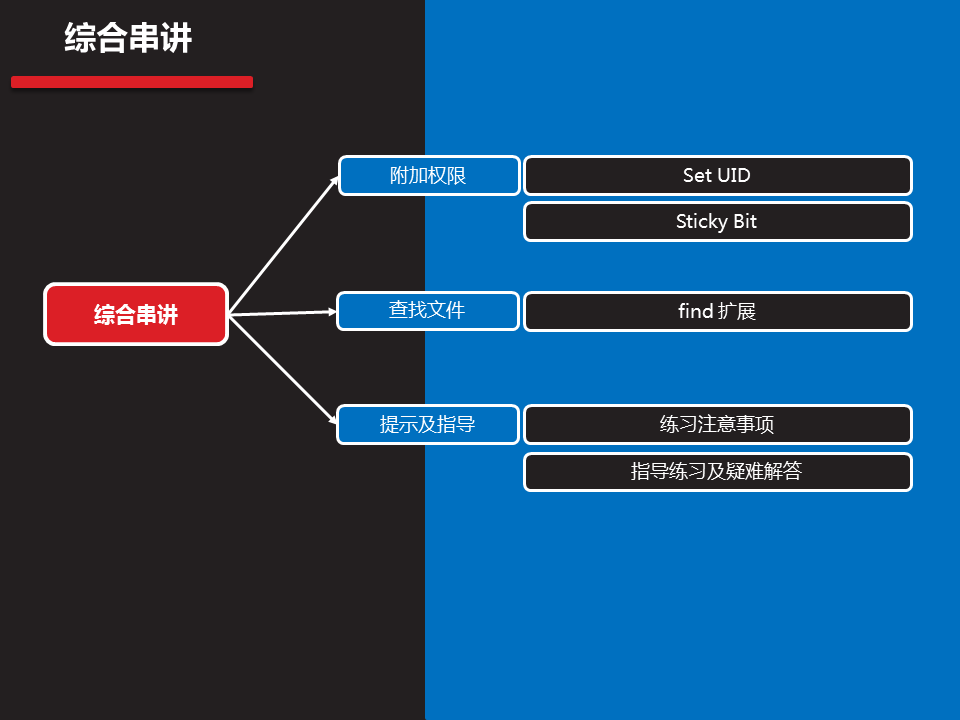 综合串讲
综合串讲
附加权限
Set UID
Sticky Bit
查找文件
find 扩展
提示及指导
练习注意事项
指导练习及疑难解答